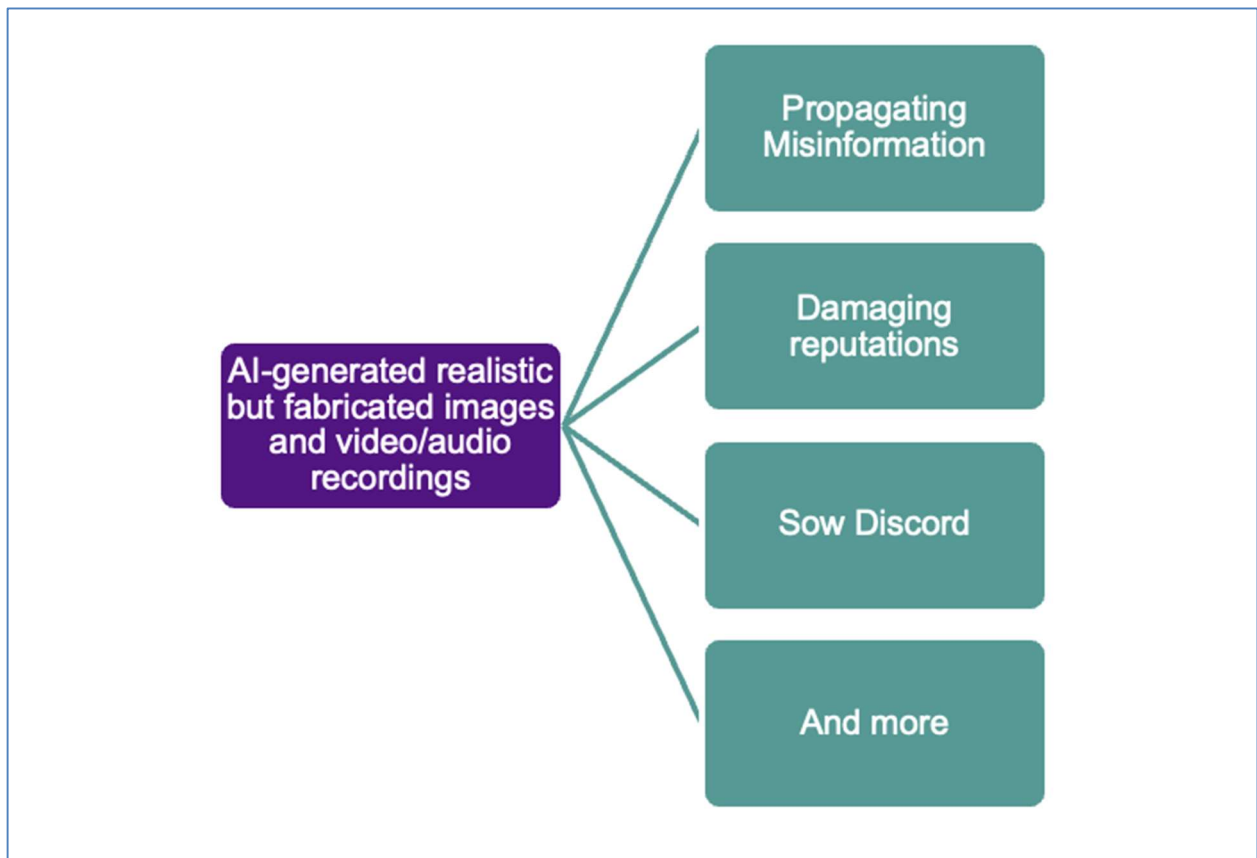 Propagating
Misinformation
Damaging
reputations
AI-generated realistic
but fabricated images
and video/audio
recordings
Sow Discord
And more